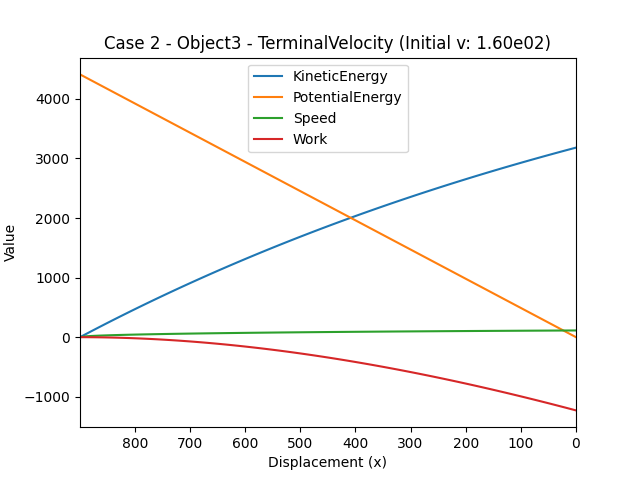 Case 2 - Object3 - TerminalVelocity (Initial v: 1.60e02)
KineticEnergy
PotentialEnergy
Speed
Work
4000
3000
2000
1000
0
−1000
Value
800 700 600 500 400 300 200 100 0
Displacement (x)